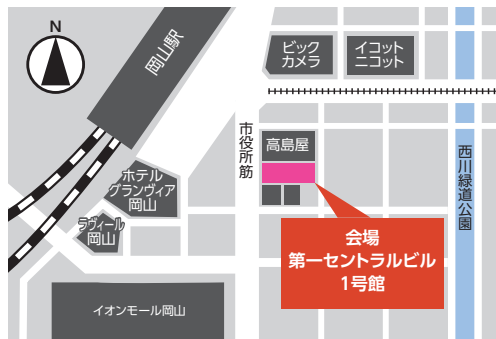 N
岡山駅
ビック
カメラ
イコット
ニコット
市役所筋
高島屋
西川緑道公園
ホテル
グランヴィア
岡山
ラヴィール
岡山
会場
第一セントラルビル
1号館
イオンモール岡山